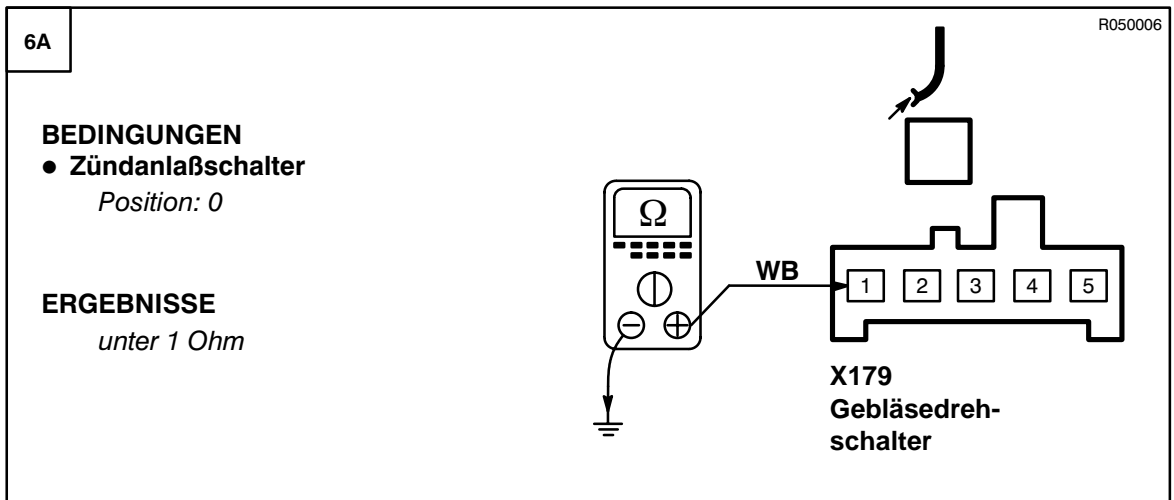 6A
R050006
BEDINGUNGEN
● Zündanlaßschalter
Position: 0
ERGEBNISSE
unter 1 Ohm
Ω
WB
1 2 3 4 5
X179
Gebläsedreh-
schalter